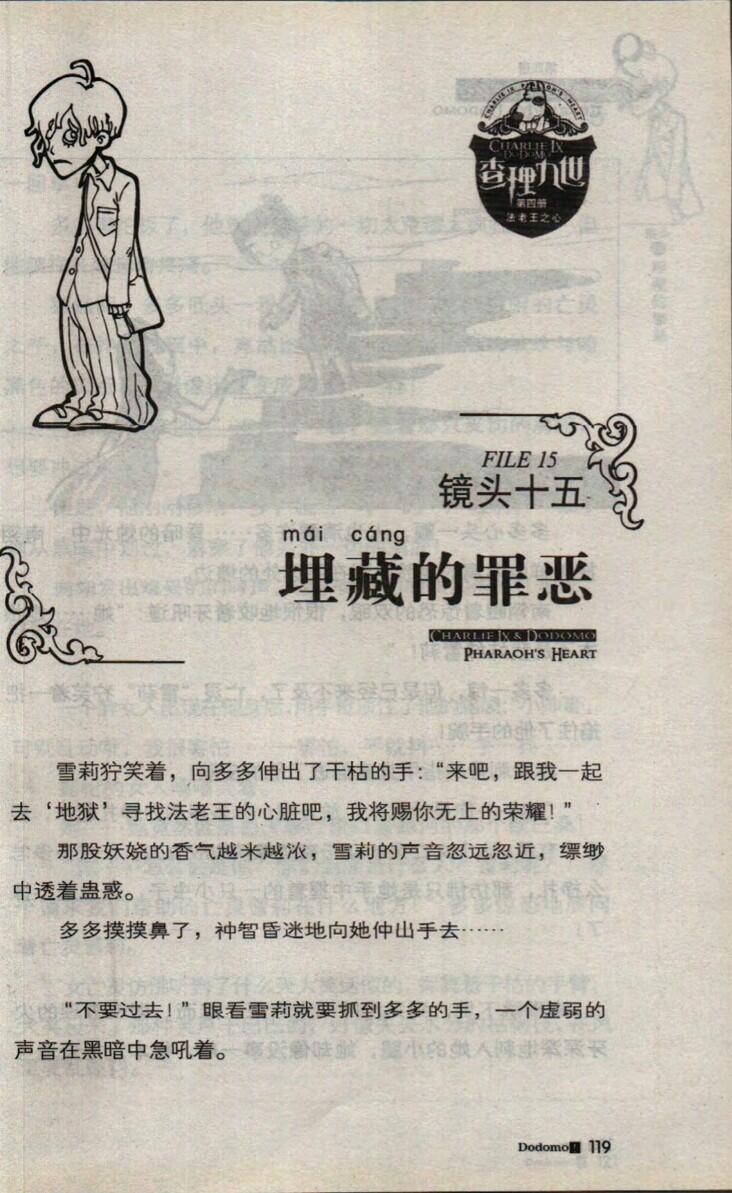 CHARLIE IX & DODOMO
查理九世
第四册
法老王之心
FILE 15
镜头十五
mái cáng
埋藏的罪恶
CHARLIE IX & DODOMO
PHARAOH'S HEART
雪莉狞笑着，向多多伸出了干枯的手：“来吧，跟我一起
去‘地狱’寻找法老王的心脏吧，我将赐你无上的荣耀！”
那股妖娆的香气越来越浓，雪莉的声音忽远忽近，缥缈
中透着蛊惑。
多多摸摸鼻了，神智昏迷地向她伸出手去……
“不要过去！”眼看雪莉就要抓到多多的手，一个虚弱的
声音在黑暗中急吼着。
Dodomo! 119